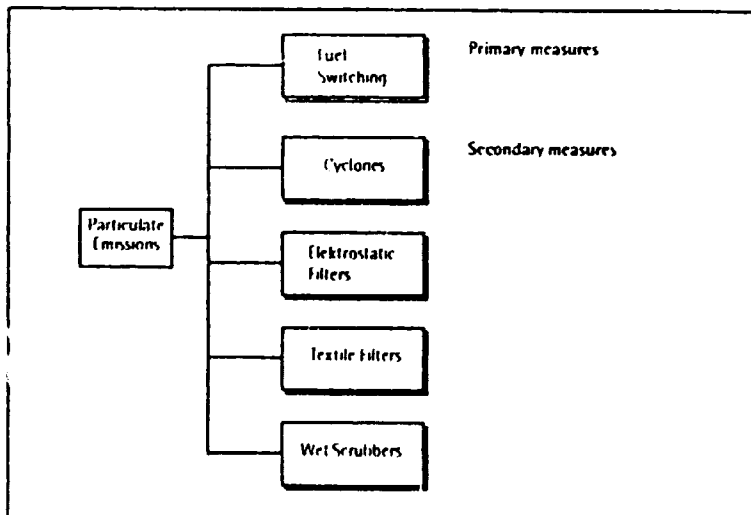 Fuel
Switching
Primary measures
Cyclones
Secondary measures
Particulate
Emissions
Elektrostatic
Filters
Textile Filters
Wet Scrubbers